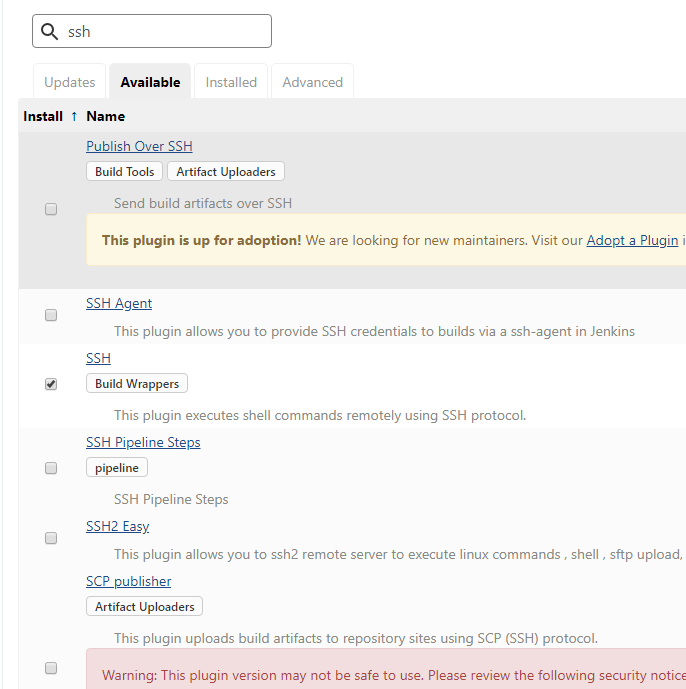 ssh
Updates Available Installed Advanced
Install ↑ Name
Publish Over SSH
Build Tools Artifact Uploaders
Send build artifacts over SSH
This plugin is up for adoption! We are looking for new maintainers. Visit our Adopt a Plugin i
SSH Agent
This plugin allows you to provide SSH credentials to builds via a ssh-agent in Jenkins
SSH
Build Wrappers
This plugin executes shell commands remotely using SSH protocol.
SSH Pipeline Steps
pipeline
SSH Pipeline Steps
SSH2 Easy
This plugin allows you to ssh2 remote server to execute linux commands , shell , sftp upload,
SCP publisher
Artifact Uploaders
This plugin uploads build artifacts to repository sites using SCP (SSH) protocol.
Warning: This plugin version may not be safe to use. Please review the following security notice